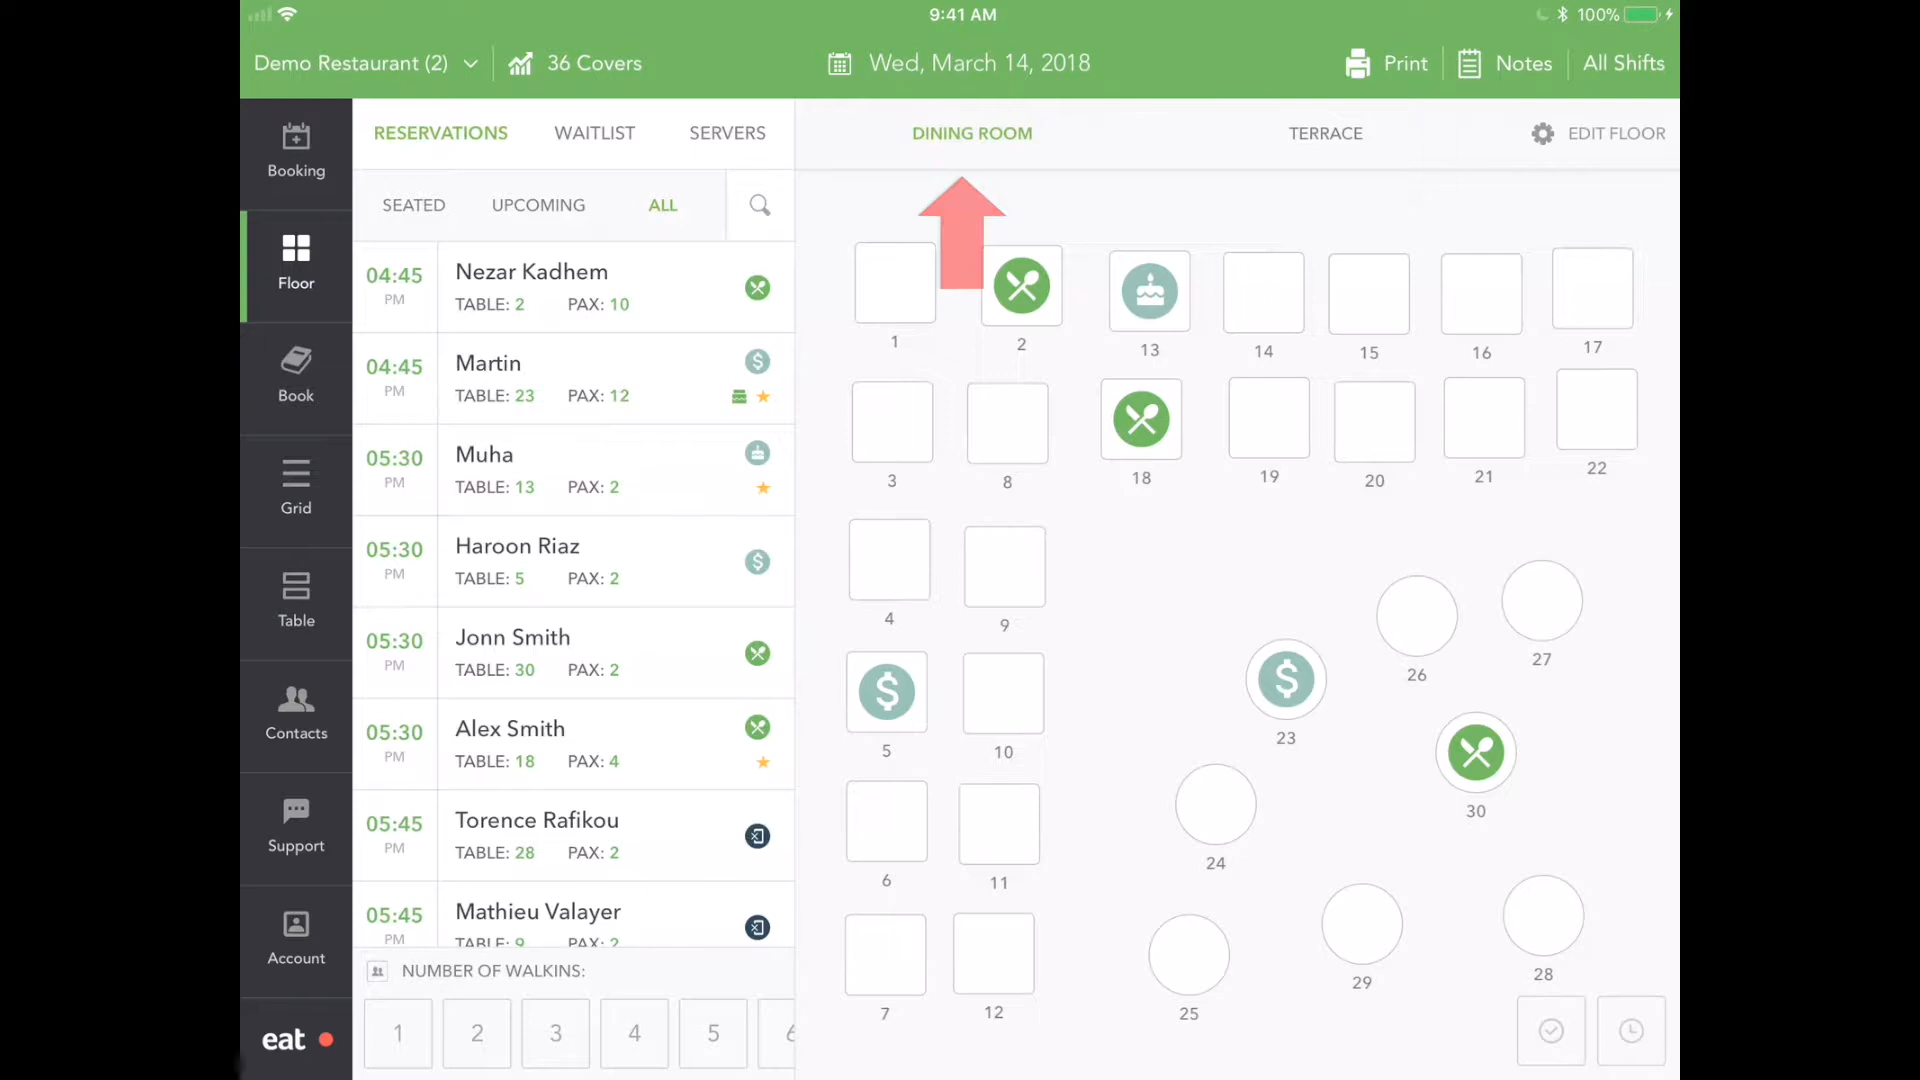 9:41 AM
100%
Demo Restaurant (2)
36 Covers
Wed, March 14, 2018
Print
Notes
All Shifts
Booking
Floor
Book
Grid
Table
Contacts
Support
Account
eat
RESERVATIONS
WAITLIST
SERVERS
SEATED
UPCOMING
ALL
04:45 PM
Nezar Kadhem
TABLE: 2 PAX: 10
04:45 PM
Martin
TABLE: 23 PAX: 12
05:30 PM
Muha
TABLE: 13 PAX: 2
05:30 PM
Haroon Riaz
TABLE: 5 PAX: 2
05:30 PM
Jonn Smith
TABLE: 30 PAX: 2
05:30 PM
Alex Smith
TABLE: 18 PAX: 4
05:45 PM
Torence Rafikou
TABLE: 28 PAX: 2
05:45 PM
Mathieu Valayer
TABLE: 9 PAX: 2
NUMBER OF WALKINS:
1 2 3 4 5 6
DINING ROOM
TERRACE
EDIT FLOOR
1 2 13 14 15 16 17
3 8 18 19 20 21 22
4 9
26 27
5 10
$
23
$
30
6 11
24
7 12
25 29 28